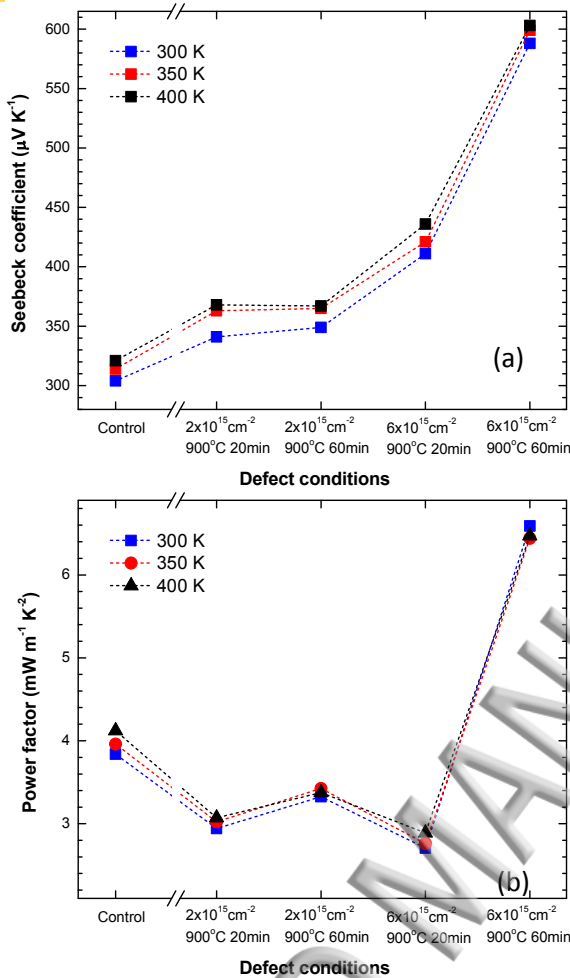 600
300 K
350 K
400 K
550
500
450
400
350
300
Seebeck coefficient (μV K⁻¹)
(a)
Control
2x10¹⁵cm⁻²
900°C 20min
2x10¹⁵cm⁻²
900°C 60min
6x10¹⁵cm⁻²
900°C 20min
6x10¹⁵cm⁻²
900°C 60min
Defect conditions
300 K
350 K
400 K
6
5
4
3
Power factor (mW m⁻¹ K⁻²)
(b)
Control
2x10¹⁵cm⁻²
900°C 20min
2x10¹⁵cm⁻²
900°C 60min
6x10¹⁵cm⁻²
900°C 20min
6x10¹⁵cm⁻²
900°C 60min
Defect conditions